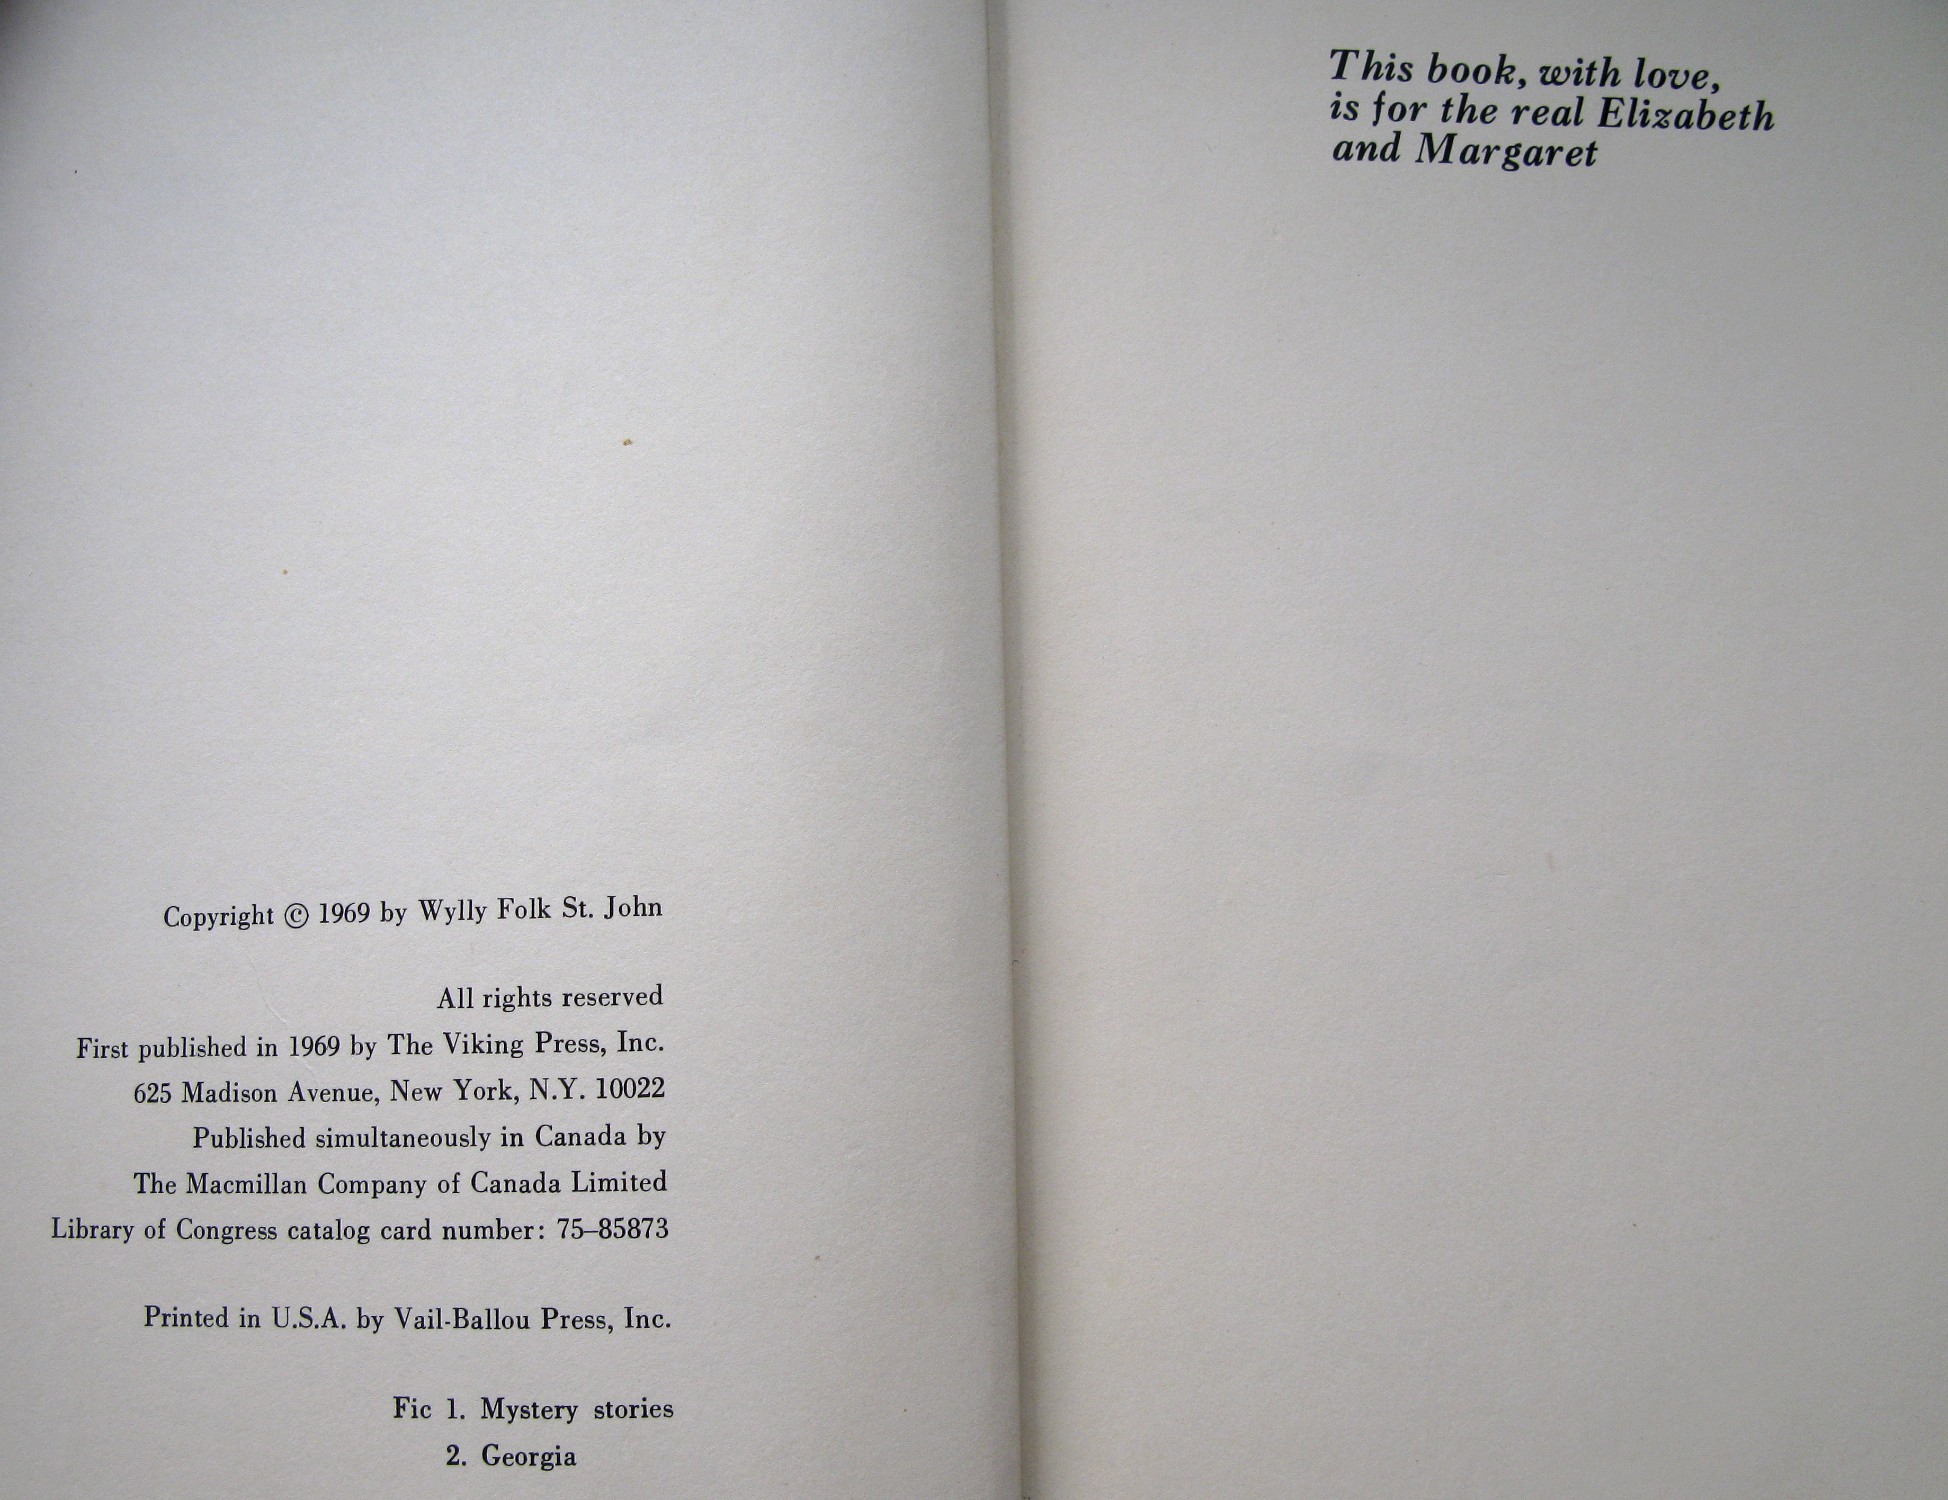 Copyright © 1969 by Wylly Folk St. John
All rights reserved
First published in 1969 by The Viking Press, Inc.
625 Madison Avenue, New York, N.Y. 10022
Published simultaneously in Canada by
The Macmillan Company of Canada Limited
Library of Congress catalog card number: 75–85873
Printed in U.S.A. by Vail-Ballou Press, Inc.
Fic 1. Mystery stories
2. Georgia
This book, with love,
is for the real Elizabeth
and Margaret